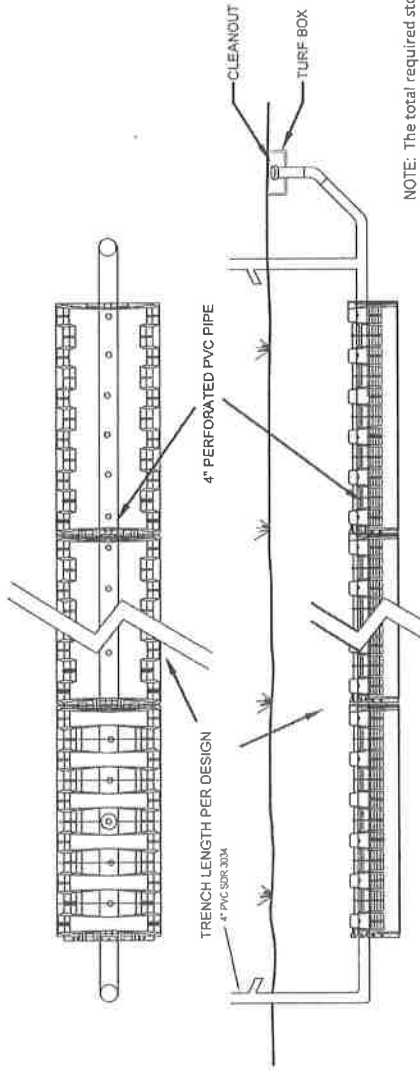 CLEANOUT
TURF BOX
4" PERFORATED PVC PIPE
TRENCH LENGTH PER DESIGN
4" PVC SDR 3034
NOTE: The total required